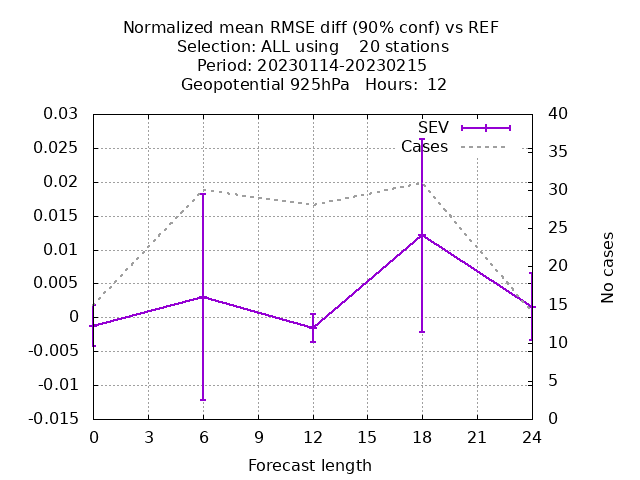 Normalized mean RMSE diff (90% conf) vs REF
Selection: ALL using    20 stations
Period: 20230114-20230215
Geopotential 925hPa   Hours:  12
SEV
Cases
0.03
0.025
0.02
0.015
0.01
0.005
0
-0.005
-0.01
-0.015
40
35
30
25
20
15
10
5
0
No cases
0 3 6 9 12 15 18 21 24
Forecast length